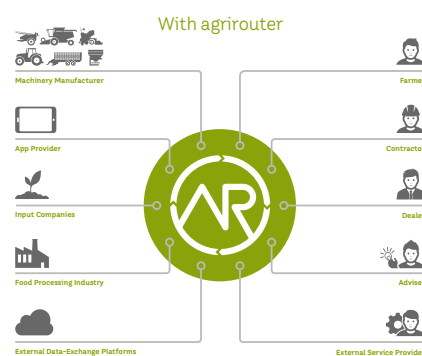 With agrirouter
Machinery Manufacturer
Farme
App Provider
Contracto
AR
Input Companies
Deale
Food Processing Industry
Advise
External Data-Exchange Platforms
External Service Provide